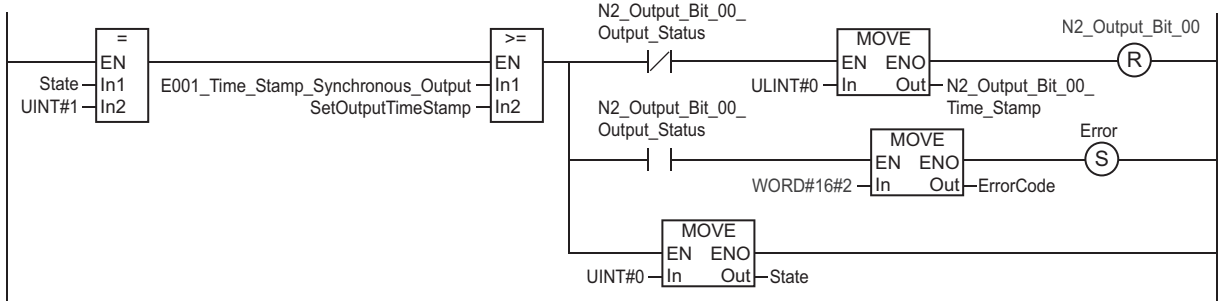 N2_Output_Bit_00_
Output_Status
=
EN
State In1
UINT#1 In2
>=
EN
E001_Time_Stamp_Synchronous_Output In1
SetOutputTimeStamp In2
MOVE
EN ENO
ULINT#0 In Out N2_Output_Bit_00_
Time_Stamp
N2_Output_Bit_00
R
N2_Output_Bit_00_
Output_Status
MOVE
EN ENO
WORD#16#2 In Out ErrorCode
Error
S
MOVE
EN ENO
UINT#0 In Out State